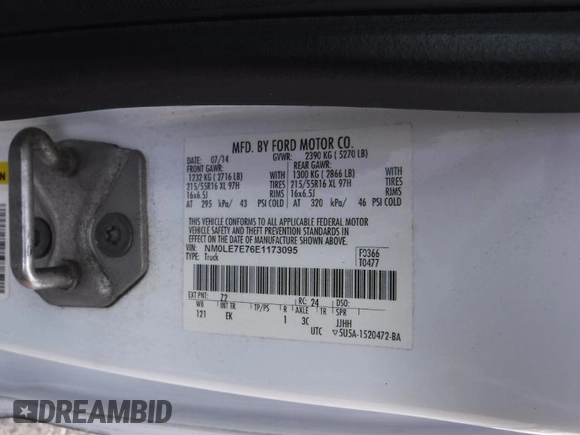 MFD. BY FORD MOTOR CO.
DATE: 07/14 GVWR: 2390 KG ( 5270 LB)
FRONT GAWR: REAR GAWR:
1232 KG ( 2716 LB) WITH 1300 KG ( 2866 LB) WITH
215/55R16 XL 97H TIRES 215/55R16 XL 97H TIRES
16x6.5J RIMS 16x6.5J RIMS
AT 295 kPa/ 43 PSI COLD AT 320 kPa/ 46 PSI COLD
THIS VEHICLE CONFORMS TO ALL APPLICABLE FEDERAL MOTOR
VEHICLE SAFETY AND THEFT PREVENTION STANDARDS IN
EFFECT ON THE DATE OF MANUFACTURE SHOWN ABOVE.
VIN: NM0LE7E76E1173095 F0366
TYPE: Truck T0477
EXT PNT: Z2 RC: 24 DSO:
WB INT TR TP/PS R AXLE TR SPR
121 EK 1 3C JJHH
UTC ▽5U5A-1520472-BA
DREAMBID